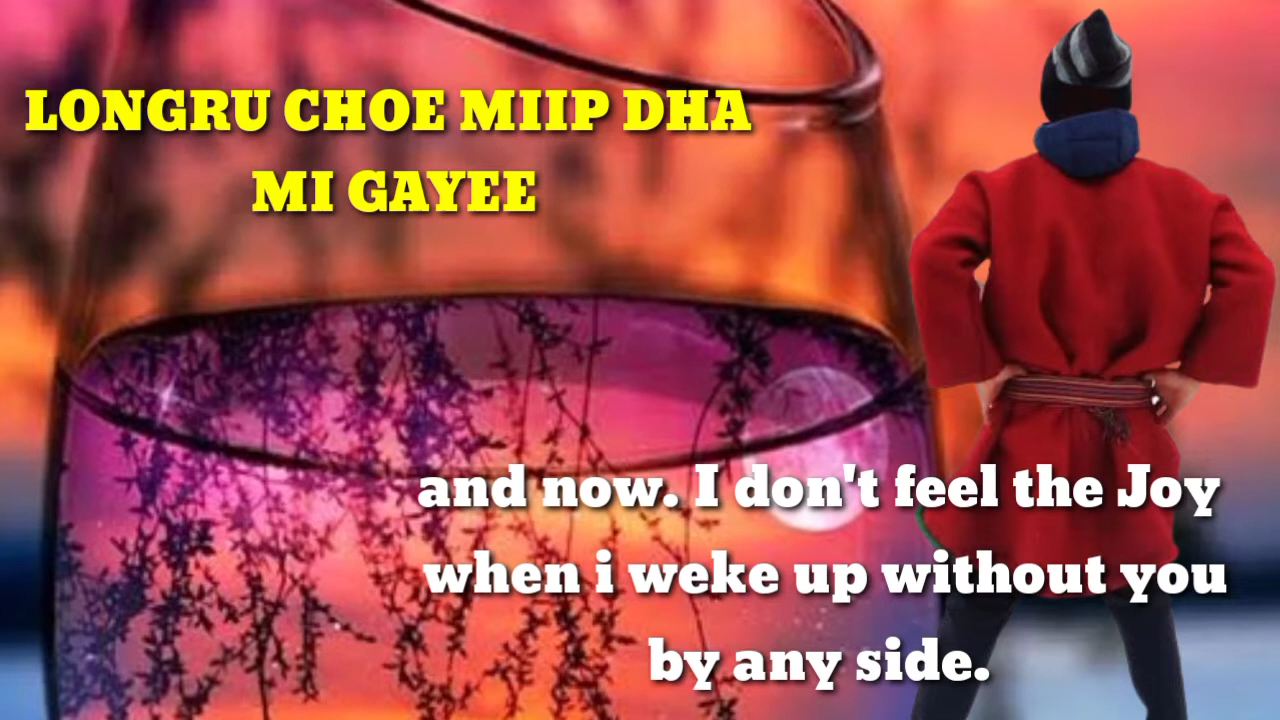 LONGRU CHOE MIIP DHA
MI GAYEE
and now. I don't feel the Joy
when i weke up without you
by any side.